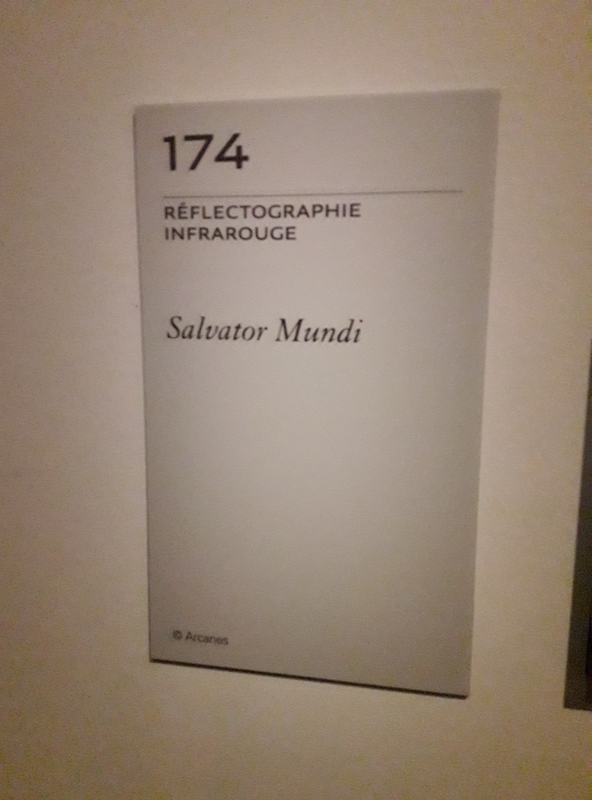 174
RÉFLECTOGRAPHIE
INFRAROUGE
Salvator Mundi
© Arcanes